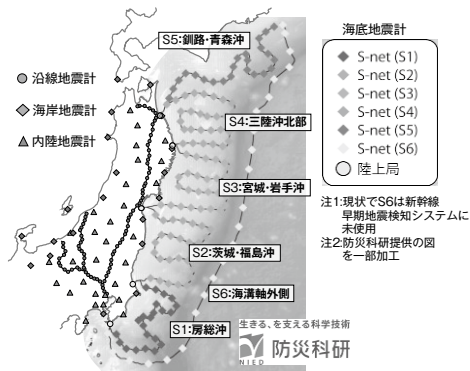 S5:釧路・青森沖
沿線地震計
海岸地震計
内陸地震計
S4:三陸沖北部
S3:宮城・岩手沖
S2:茨城・福島沖
S6:海溝軸外側
S1:房総沖
海底地震計
S-net (S1)
S-net (S2)
S-net (S3)
S-net (S4)
S-net (S5)
S-net (S6)
陸上局
注1:現状でS6は新幹線
早期地震検知システムに
未使用
注2:防災科研提供の図
を一部加工
生きる、を支える科学技術
防災科研
NIED